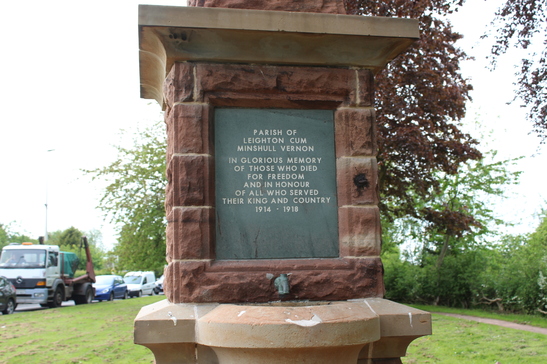 PARISH OF
LEIGHTON CUM
MINSHULL VERNON
IN GLORIOUS MEMORY
OF THOSE WHO DIED
FOR FREEDOM
AND IN HONOUR
OF ALL WHO SERVED
THEIR KING AND COUNTRY
1914 - 1918